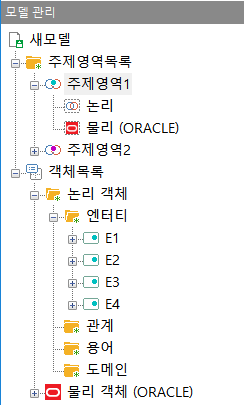 모델 관리
새모델
주제영역목록
주제영역1
논리
물리 (ORACLE)
주제영역2
객체목록
논리 객체
엔터티
E1
E2
E3
E4
관계
용어
도메인
물리 객체 (ORACLE)